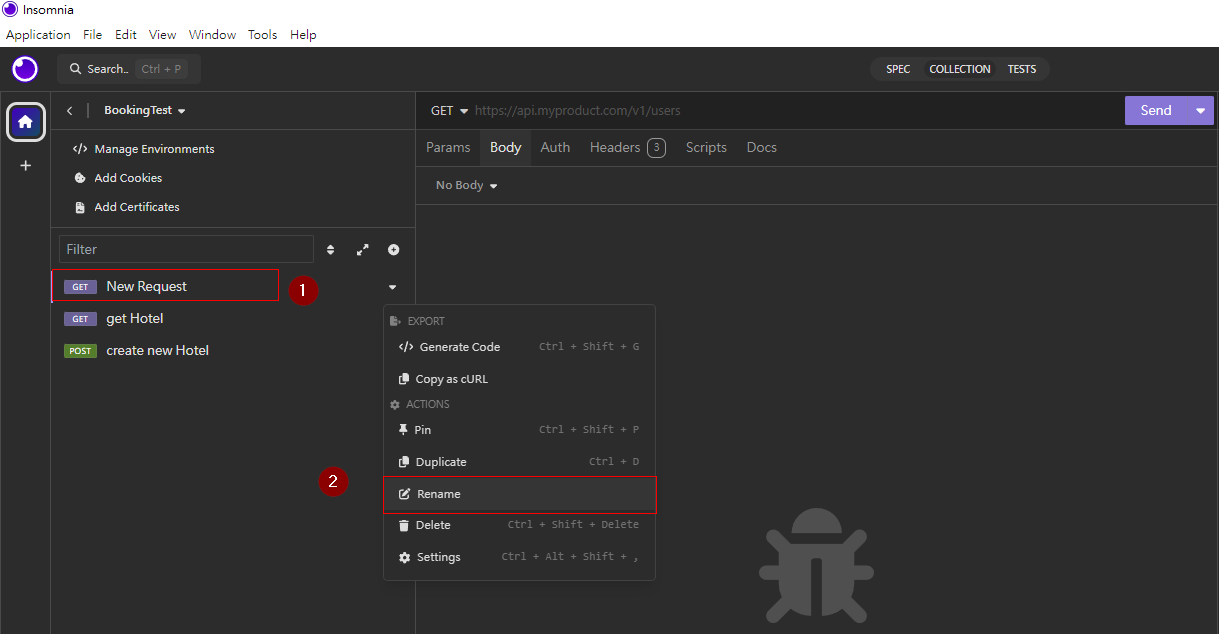 Insomnia
Application File Edit View Window Tools Help
Search.. Ctrl + P SPEC COLLECTION TESTS
BookingTest GET https://api.myproduct.com/v1/users Send
Manage Environments
Add Cookies
Add Certificates
Params Body Auth Headers 3 Scripts Docs
No Body
Filter
GET New Request 1
GET get Hotel
POST create new Hotel
EXPORT
Generate Code Ctrl + Shift + G
Copy as cURL
ACTIONS
Pin Ctrl + Shift + P
Duplicate Ctrl + D
2 Rename
Delete Ctrl + Shift + Delete
Settings Ctrl + Alt + Shift + ,